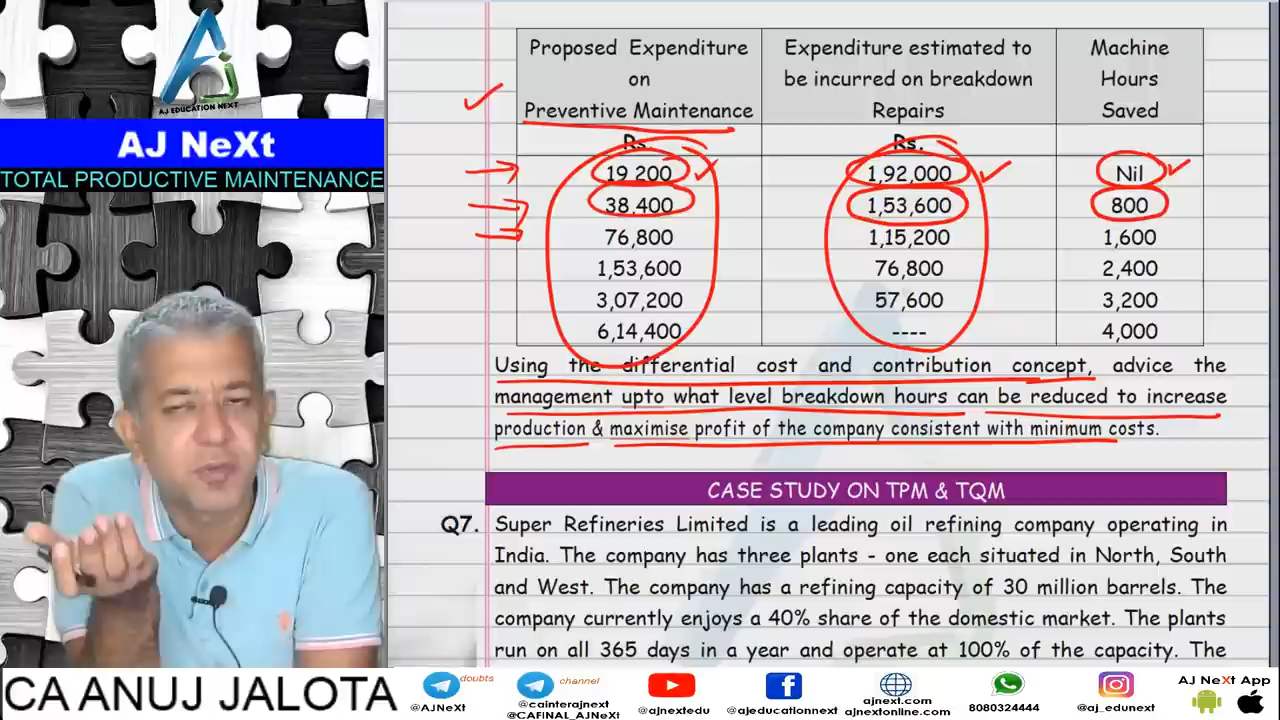 AJ EDUCATION NEXT
AJ NeXt
TOTAL PRODUCTIVE MAINTENANCE
Proposed Expenditure on Preventive Maintenance | Expenditure estimated to be incurred on breakdown Repairs | Machine Hours Saved
Rs. | Rs.
19 200 | 1,92,000 | Nil
38,400 | 1,53,600 | 800
76,800 | 1,15,200 | 1,600
1,53,600 | 76,800 | 2,400
3,07,200 | 57,600 | 3,200
6,14,400 | ---- | 4,000
Using the differential cost and contribution concept, advice the
management upto what level breakdown hours can be reduced to increase
production & maximise profit of the company consistent with minimum costs.
CASE STUDY ON TPM & TQM
Q7. Super Refineries Limited is a leading oil refining company operating in
India. The company has three plants - one each situated in North, South
and West. The company has a refining capacity of 30 million barrels. The
company currently enjoys a 40% share of the domestic market. The plants
run on all 365 days in a year and operate at 100% of the capacity. The
CA ANUJ JALOTA
doubts
@AJNeXt
channel
@cainterajnext
@CAFINAL_AJNeXt
@ajnextedu
@ajeducationnext
ajnext.com
ajnextonline.com
8080324444
@aj_edunext
AJ NeXt App